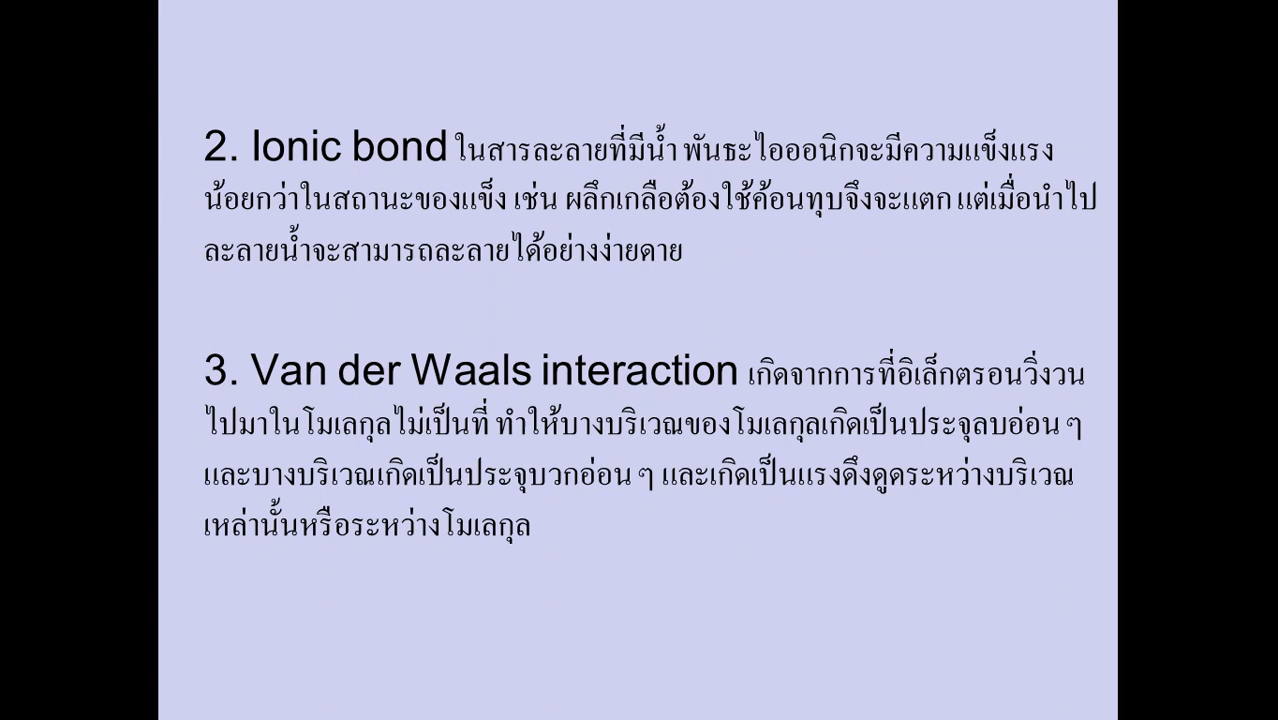 2. Ionic bond ในสารละลายที่มีน้ำ พันธะไอออนิกจะมีความแข็งแรง
น้อยกว่าในสถานะของแข็ง เช่น ผลึกเกลือต้องใช้ค้อนทุบจึงจะแตก แต่เมื่อนำไป
ละลายน้ำจะสามารถละลายได้อย่างง่ายดาย
3. Van der Waals interaction เกิดจากการที่อิเล็กตรอนวิ่งวน
ไปมาในโมเลกุลไม่เป็นที่ ทำให้บางบริเวณของโมเลกุลเกิดเป็นประจุลบอ่อน ๆ
และบางบริเวณเกิดเป็นประจุบวกอ่อน ๆ และเกิดเป็นแรงดึงดูดระหว่างบริเวณ
เหล่านั้นหรือระหว่างโมเลกุล